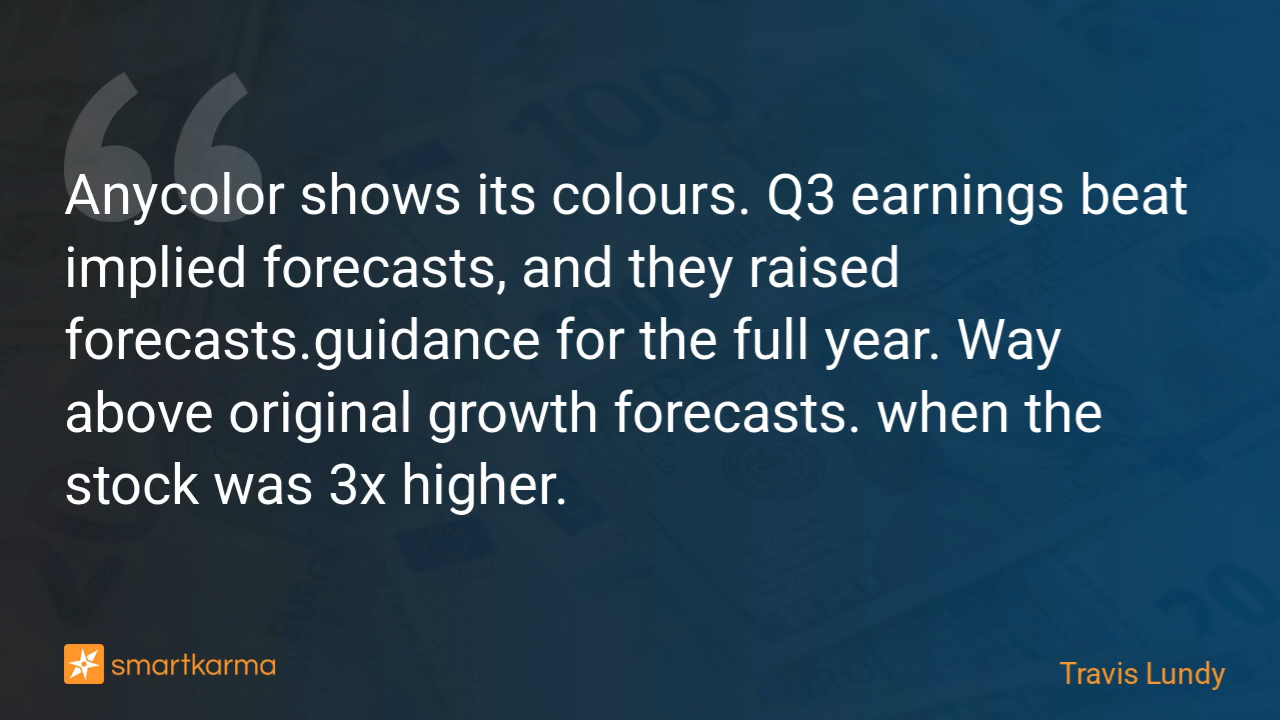 Anycolor shows its colours. Q3 earnings beat
implied forecasts, and they raised
forecasts.guidance for the full year. Way
above original growth forecasts. when the
stock was 3x higher.
smartkarma
Travis Lundy